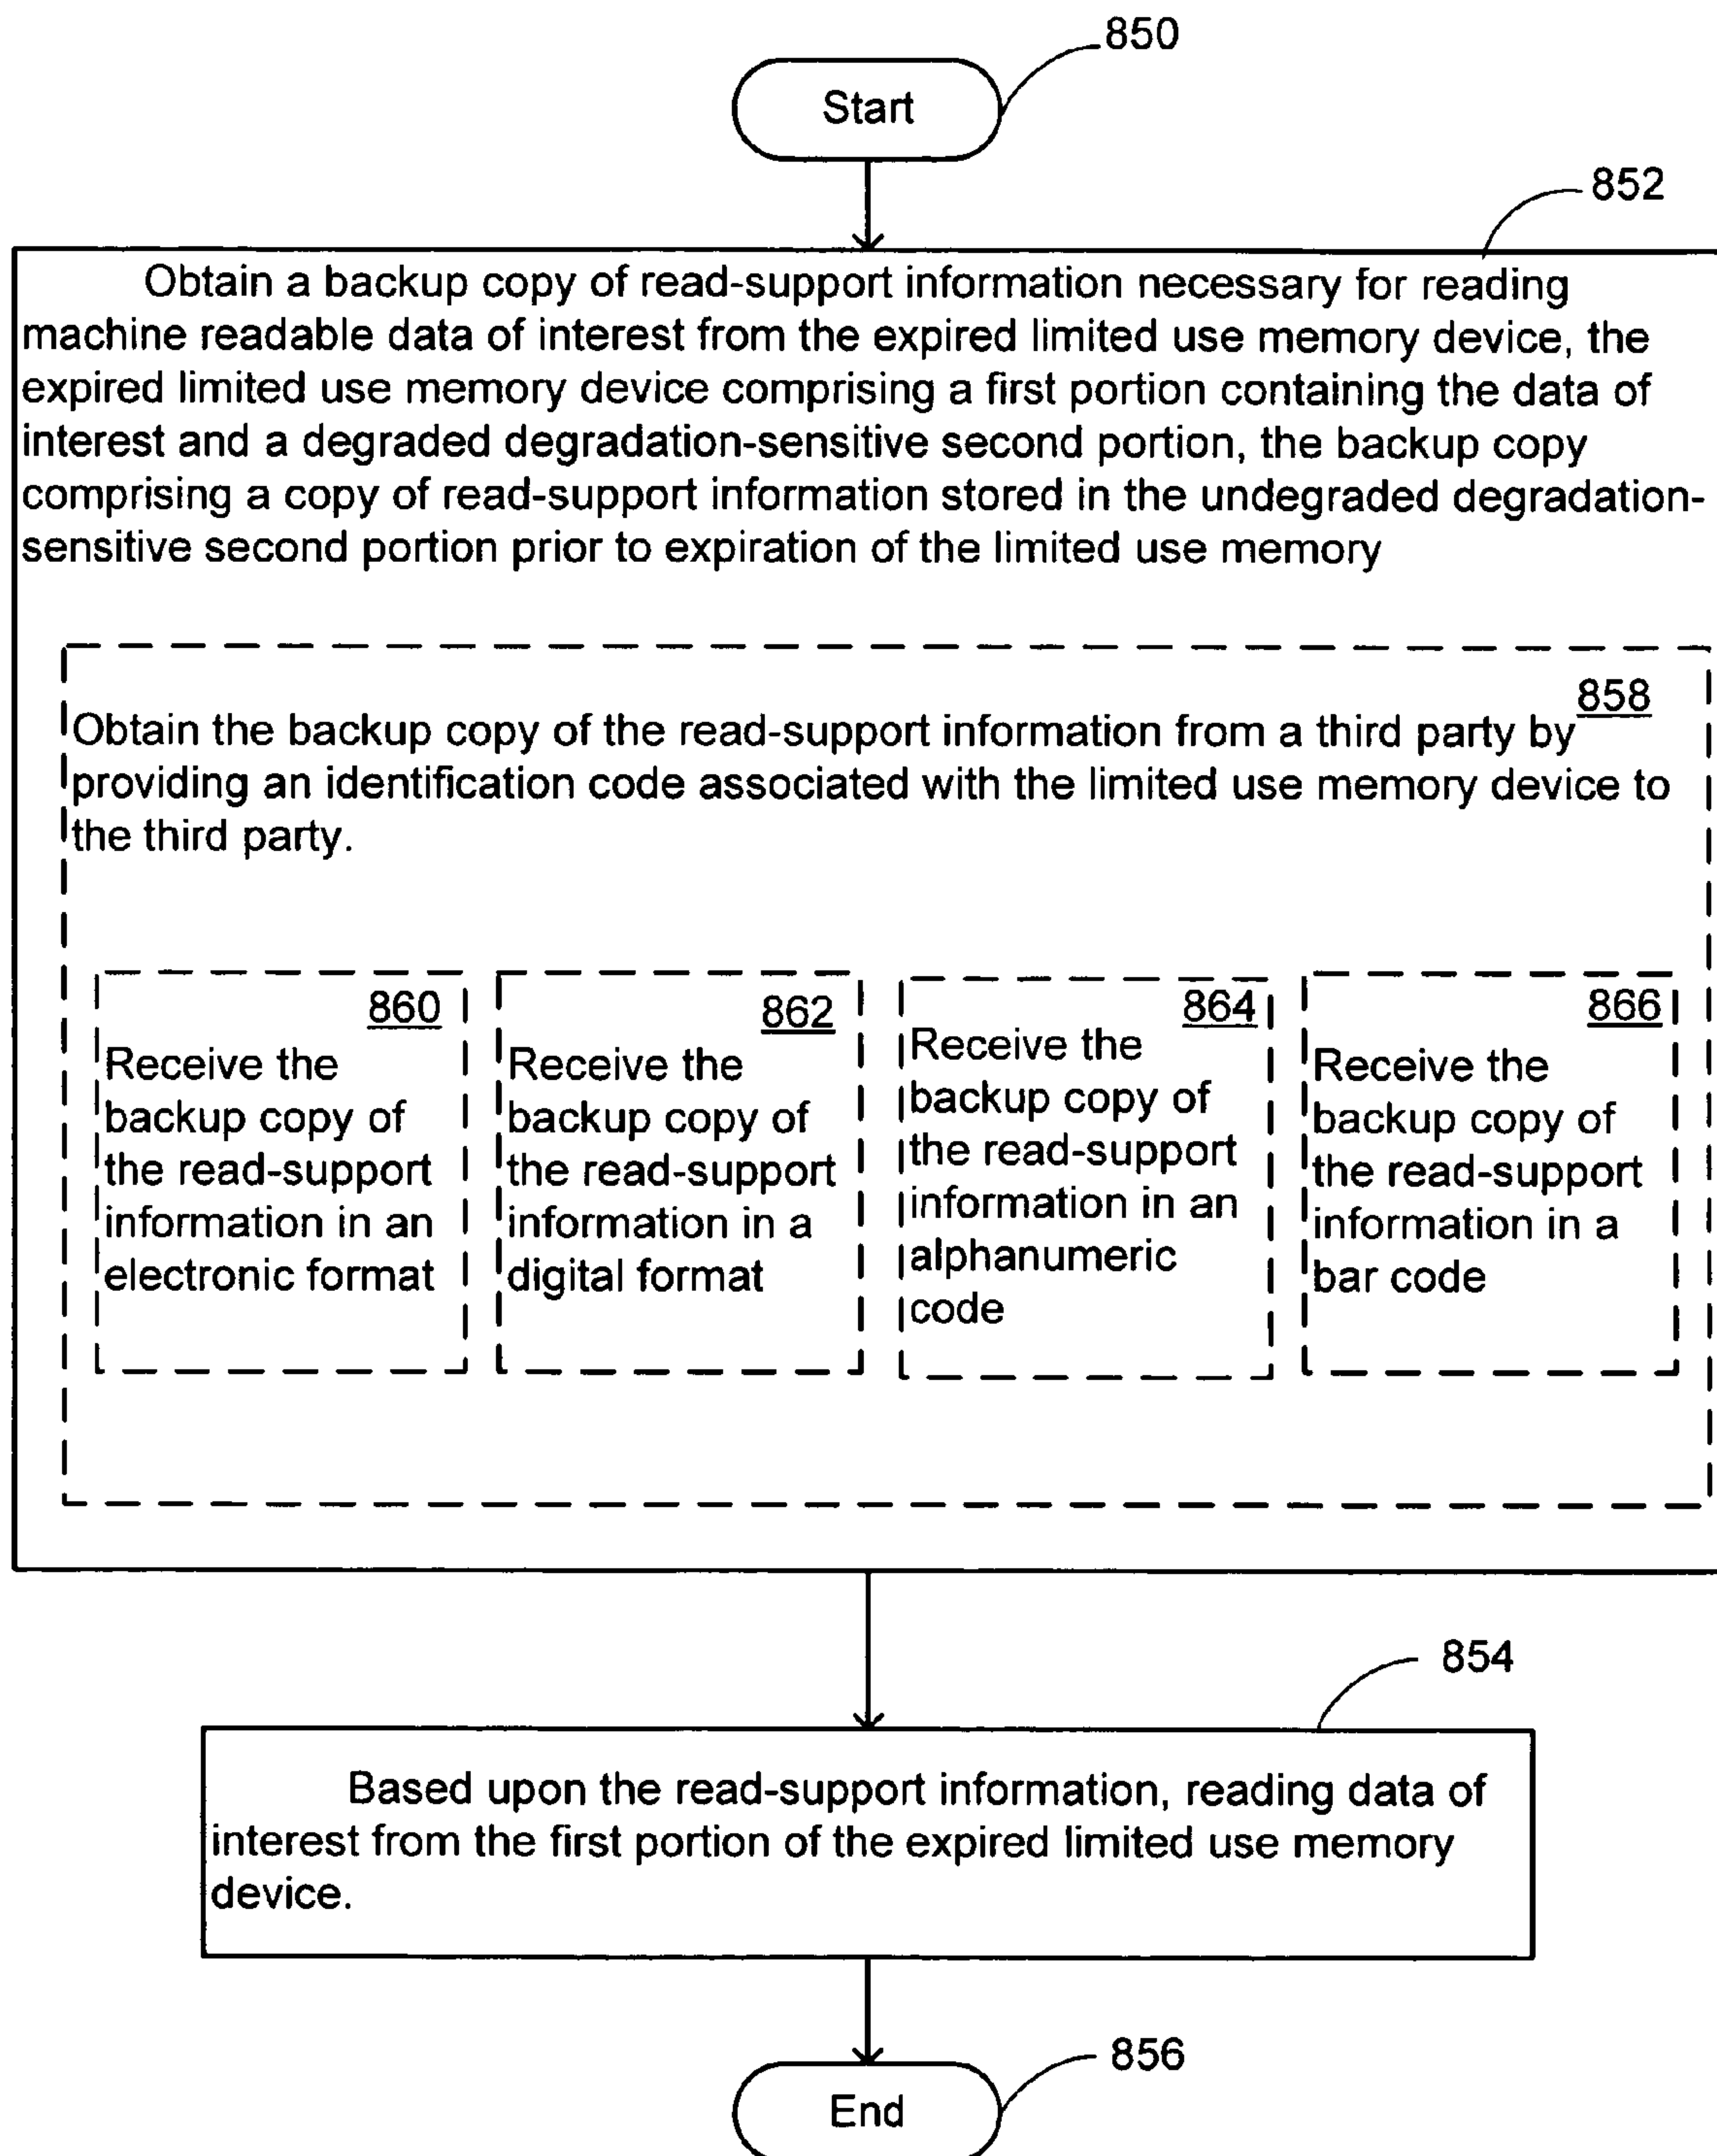 850
Start
852
Obtain a backup copy of read-support information necessary for reading
machine readable data of interest from the expired limited use memory device, the
expired limited use memory device comprising a first portion containing the data of
interest and a degraded degradation-sensitive second portion, the backup copy
comprising a copy of read-support information stored in the undegraded degradation-
sensitive second portion prior to expiration of the limited use memory
858
Obtain the backup copy of the read-support information from a third party by
providing an identification code associated with the limited use memory device to
the third party.
860
Receive the
backup copy of
the read-support
information in an
electronic format
862
Receive the
backup copy of
the read-support
information in a
digital format
864
Receive the
backup copy of
the read-support
information in an
alphanumeric
code
866
Receive the
backup copy of
the read-support
information in a
bar code
854
Based upon the read-support information, reading data of
interest from the first portion of the expired limited use memory
device.
856
End